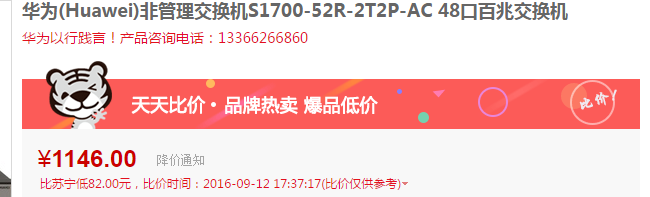 华为(Huawei)非管理交换机S1700-52R-2T2P-AC 48口百兆交换机
华为以行践言！产品咨询电话：13366266860
天天比价 · 品牌热卖 爆品低价
比价!
¥1146.00 降价通知
比苏宁低82.00元，比价时间：2016-09-12 17:37:17(比价仅供参考)